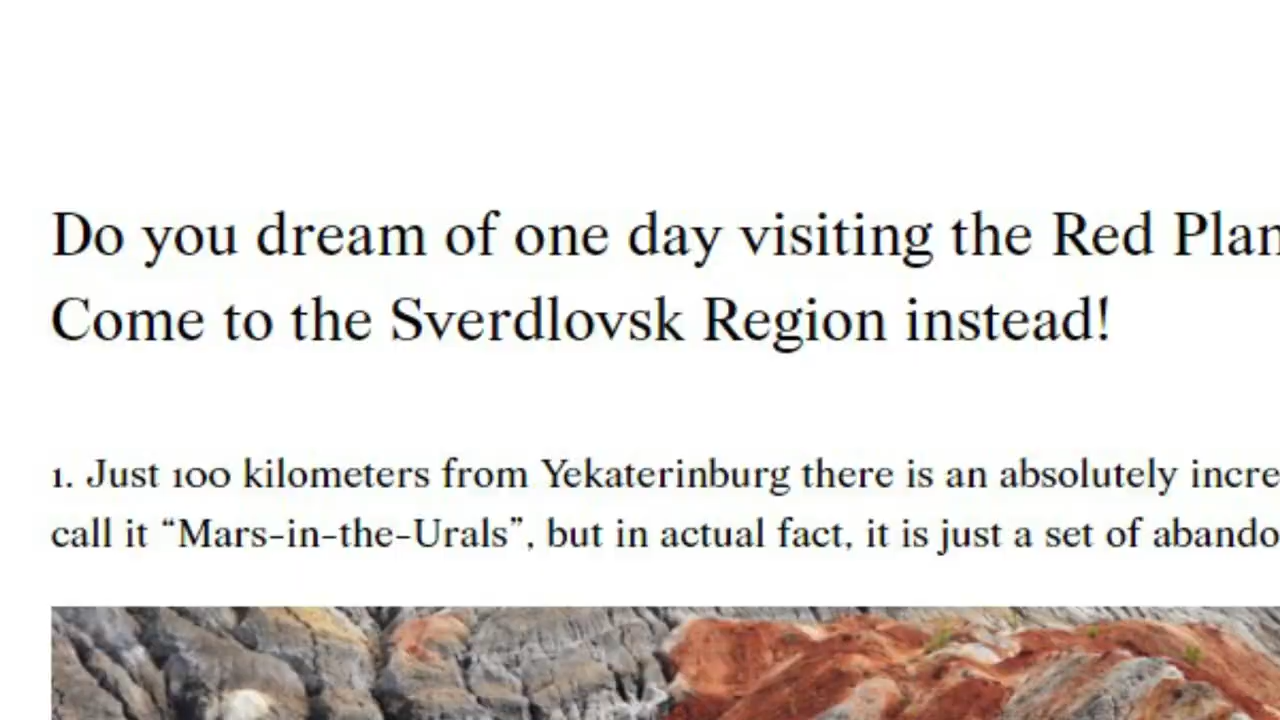 Do you dream of one day visiting the Red Plan
Come to the Sverdlovsk Region instead!
1. Just 100 kilometers from Yekaterinburg there is an absolutely incre
call it “Mars-in-the-Urals”, but in actual fact, it is just a set of abando